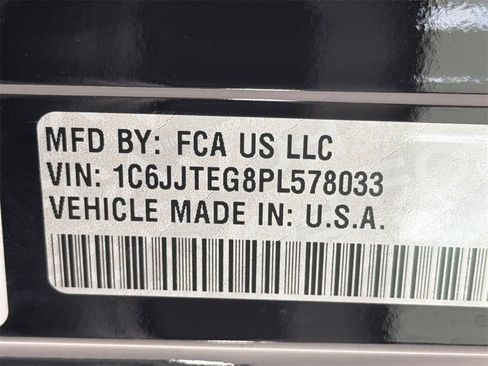 MFD BY: FCA US LLC
VIN: 1C6JJTEG8PL578033
VEHICLE MADE IN: U.S.A.